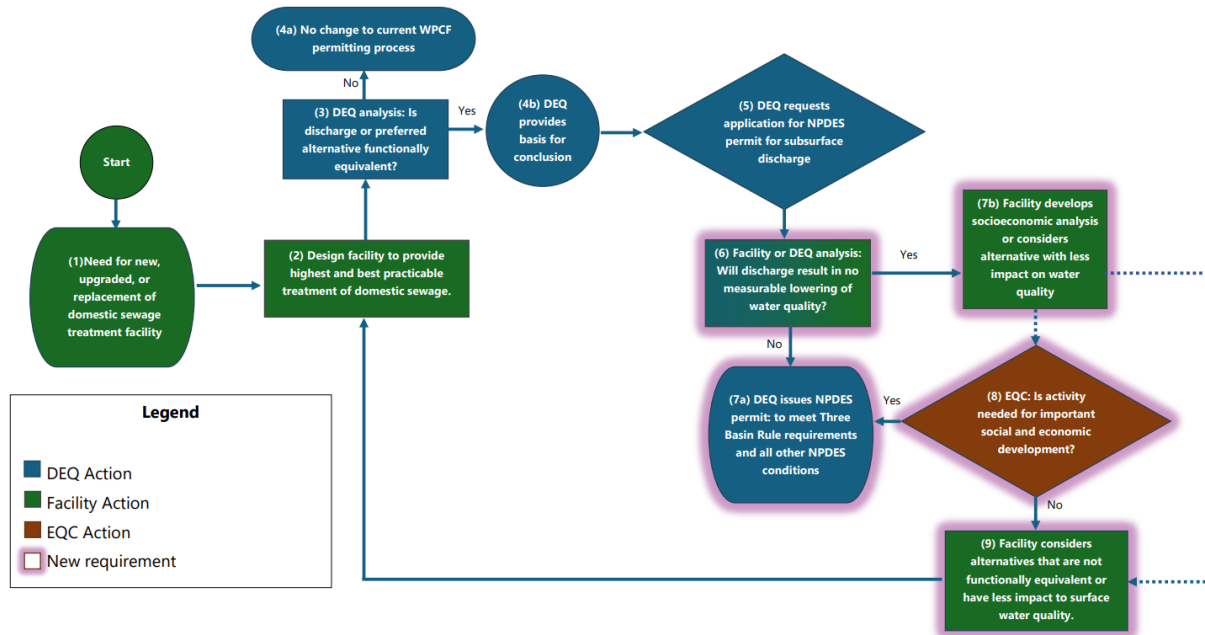 (4a) No change to current WPCF
permitting process
No
Start
(3) DEQ analysis: Is
discharge or preferred
alternative functionally
equivalent?
Yes
(4b) DEQ
provides
basis for
conclusion
(5) DEQ requests
application for NPDES
permit for subsurface
discharge
(1)Need for new,
upgraded, or
replacement of
domestic sewage
treatment facility
(2) Design facility to provide
highest and best practicable
treatment of domestic sewage.
(6) Facility or DEQ analysis:
Will discharge result in no
measurable lowering of
water quality?
Yes
(7b) Facility develops
socioeconomic analysis
or considers
alternative with less
impact on water
quality
No
(7a) DEQ issues NPDES
permit: to meet Three
Basin Rule requirements
and all other NPDES
conditions
Yes
(8) EQC: Is activity
needed for important
social and economic
development?
No
(9) Facility considers
alternatives that are not
functionally equivalent or
have less impact to surface
water quality.
Legend
DEQ Action
Facility Action
EQC Action
New requirement